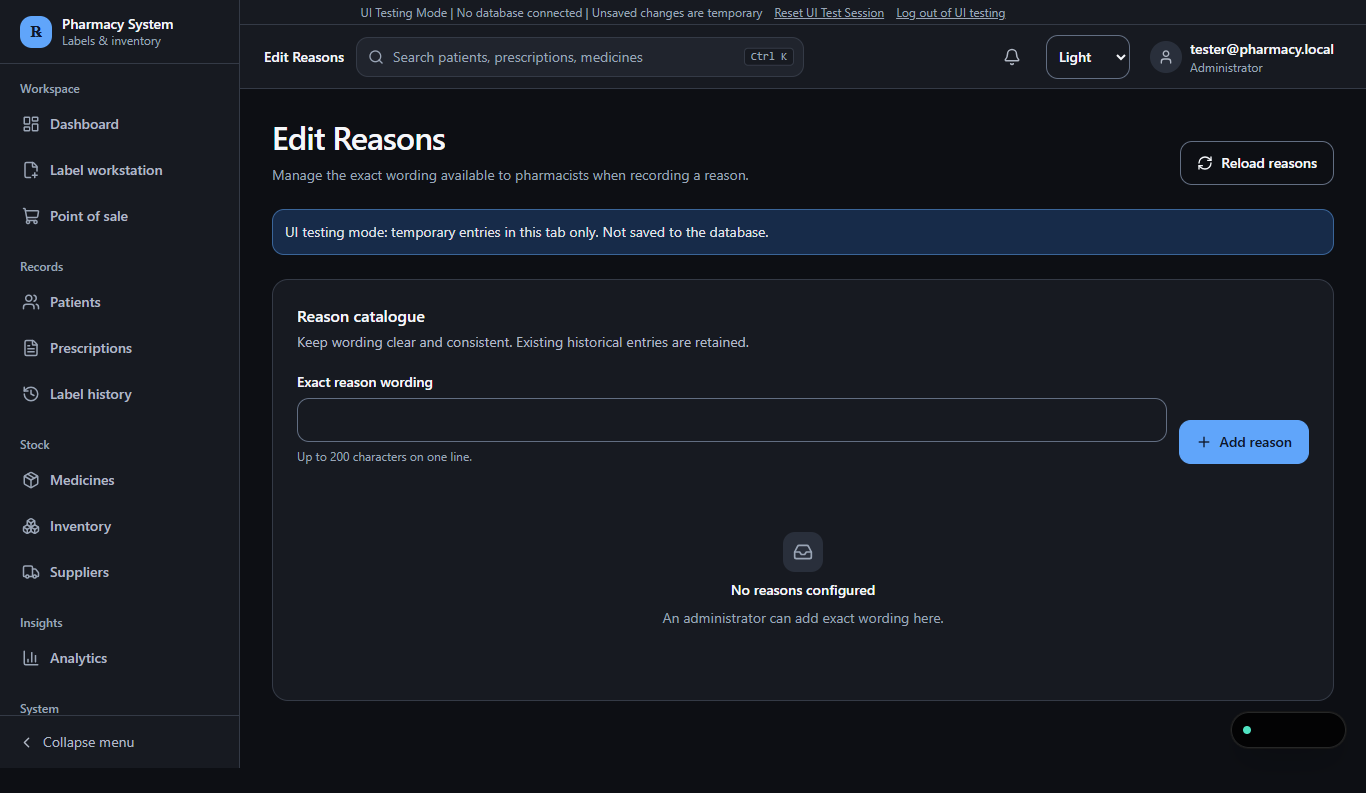 UI Testing Mode | No database connected | Unsaved changes are temporary Reset UI Test Session Log out of UI testing
Pharmacy System
Labels & inventory
Workspace
Dashboard
Label workstation
Point of sale
Records
Patients
Prescriptions
Label history
Stock
Medicines
Inventory
Suppliers
Insights
Analytics
System
Collapse menu
Edit Reasons
Search patients, prescriptions, medicines
Ctrl K
Light
tester@pharmacy.local
Administrator
Edit Reasons
Manage the exact wording available to pharmacists when recording a reason.
Reload reasons
UI testing mode: temporary entries in this tab only. Not saved to the database.
Reason catalogue
Keep wording clear and consistent. Existing historical entries are retained.
Exact reason wording
Up to 200 characters on one line.
Add reason
No reasons configured
An administrator can add exact wording here.